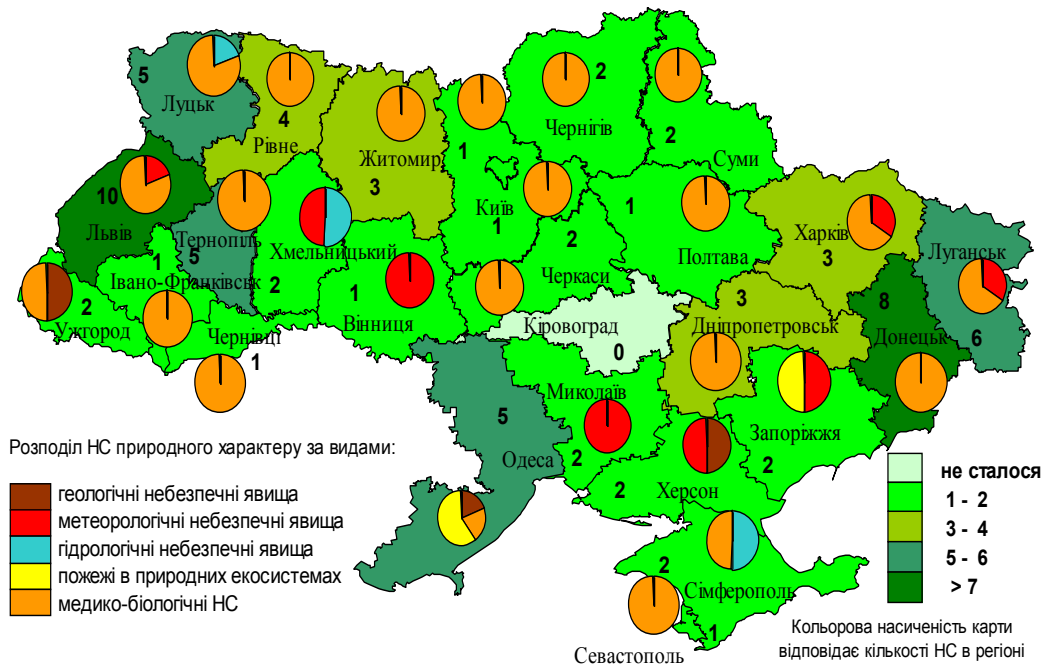 2
5
Луцьк
4
Рівне
Житомир
3
1
Київ
1
Чернігів
2
Суми
10
Львів
Тернопіль
5
Хмельницький
2
1
Івано-Франківськ
2
Ужгород
Чернівці
1
1
Вінниця
2
Черкаси
1
Полтава
Харків
3
Луганськ
6
8
Донецьк
3
Дніпропетровськ
Кіровоград
0
Миколаїв
2
Запоріжжя
2
5
Одеса
2
Херсон
2
Сімферополь
1
Севастополь
Розподіл НС природного характеру за видами:
геологічні небезпечні явища
метеорологічні небезпечні явища
гідрологічні небезпечні явища
пожежі в природних екосистемах
медико-біологічні НС
не сталося
1 - 2
3 - 4
5 - 6
> 7
Кольорова насиченість карти
відповідає кількості НС в регіоні